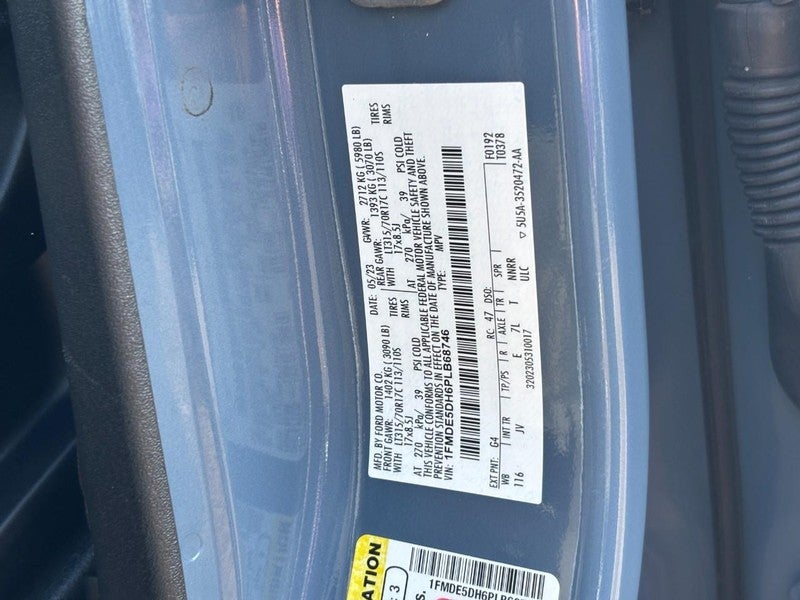 MFD. BY FORD MOTOR CO.
DATE: 05/23 GVWR: 2712 KG ( 5980 LB)
FRONT GAWR: 1402 KG ( 3090 LB) REAR GAWR: 1393 KG ( 3070 LB)
WITH LT315/70R17C 113/110S TIRES WITH LT315/70R17C 113/110S TIRES
17x8.5J RIMS 17x8.5J RIMS
AT 270 kPa/ 39 PSI COLD AT 270 kPa/ 39 PSI COLD
THIS VEHICLE CONFORMS TO ALL APPLICABLE FEDERAL MOTOR VEHICLE SAFETY AND THEFT
PREVENTION STANDARDS IN EFFECT ON THE DATE OF MANUFACTURE SHOWN ABOVE.
VIN: 1FMDE5DH6PLB68746 TYPE: MPV
F0192
EXT PNT: G4 RC: 47 DSO: T0378
WB INT TR TP/PS R AXLE TR SPR
116 JV E 7L T NNRR
3202305310017 ULC ▽ 5U5A-3520472-AA
1FMDE5DH6PLB6